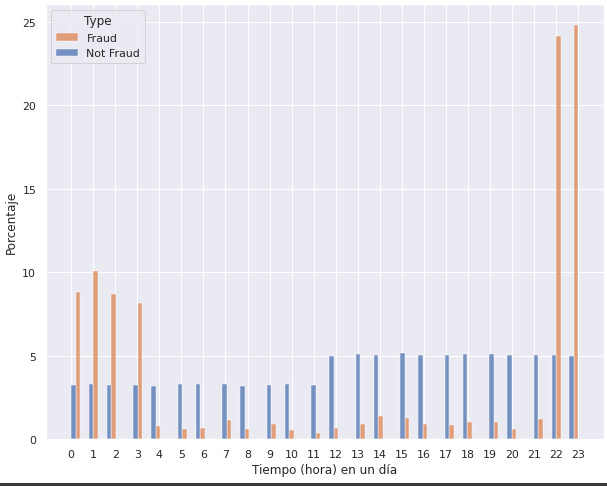 Type
Fraud
Not Fraud
25
20
15
10
5
0
Porcentaje
0 1 2 3 4 5 6 7 8 9 10 11 12 13 14 15 16 17 18 19 20 21 22 23
Tiempo (hora) en un día